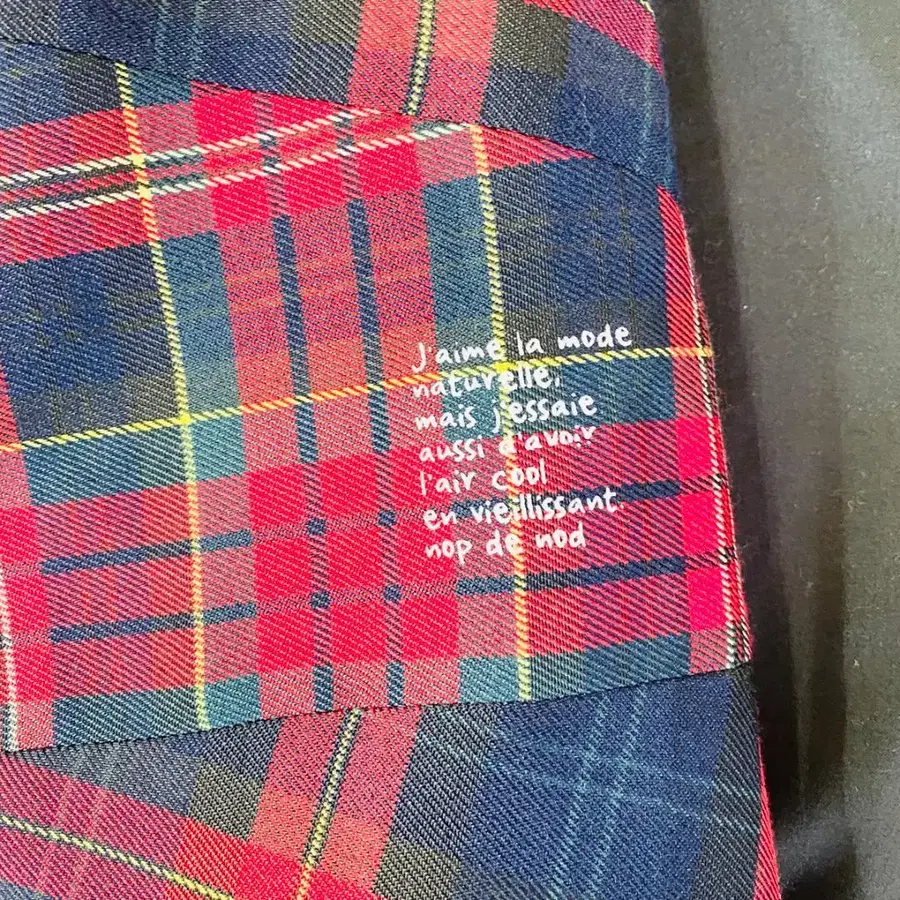 J'aime la mode
naturelle,
mais j'essaie
aussi d'avoir
l'air cool
en vieillissant.
nop de nod